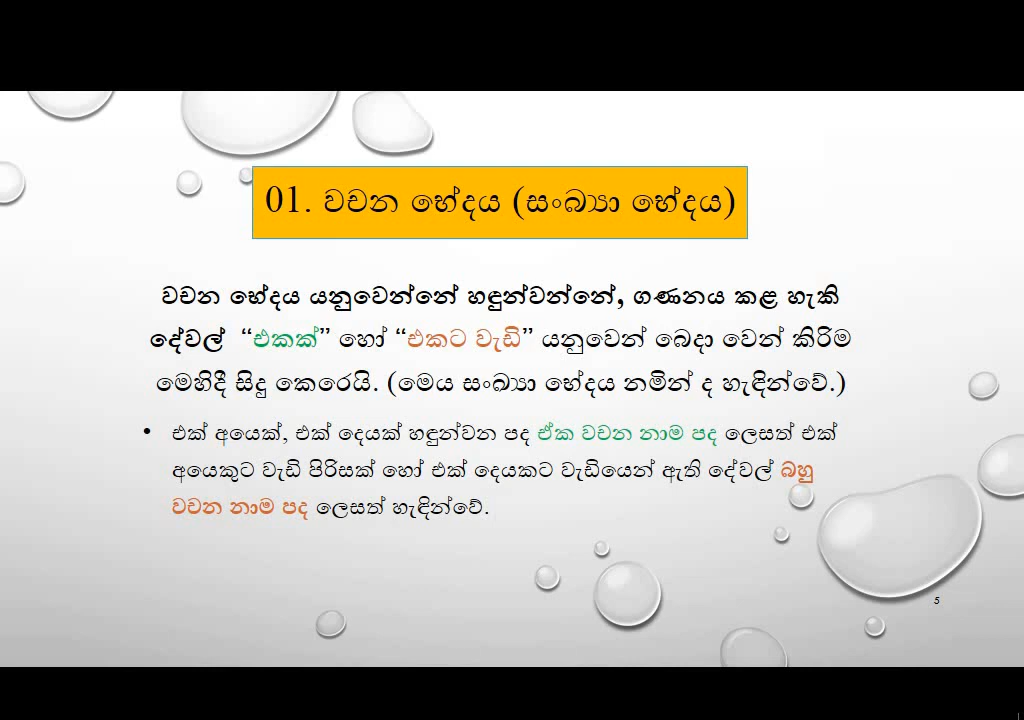 01. වචන භේදය (සංඛ්‍යා භේදය)
වචන භේදය යනුවෙන්නේ හඳුන්වන්නේ, ගණනය කළ හැකි
දේවල් “එකක්” හෝ “එකට වැඩි” යනුවෙන් බෙදා වෙන් කිරීම
මෙහිදී සිදු කෙරෙයි. (මෙය සංඛ්‍යා භේදය නමින් ද හැඳින්වේ.)
• එක් අයෙක්, එක් දෙයක් හඳුන්වන පද ඒක වචන නාම පද ලෙසත් එක්
අයෙකුට වැඩි පිරිසක් හෝ එක් දෙයකට වැඩියෙන් ඇති දේවල් බහු
වචන නාම පද ලෙසත් හැඳින්වේ.
5